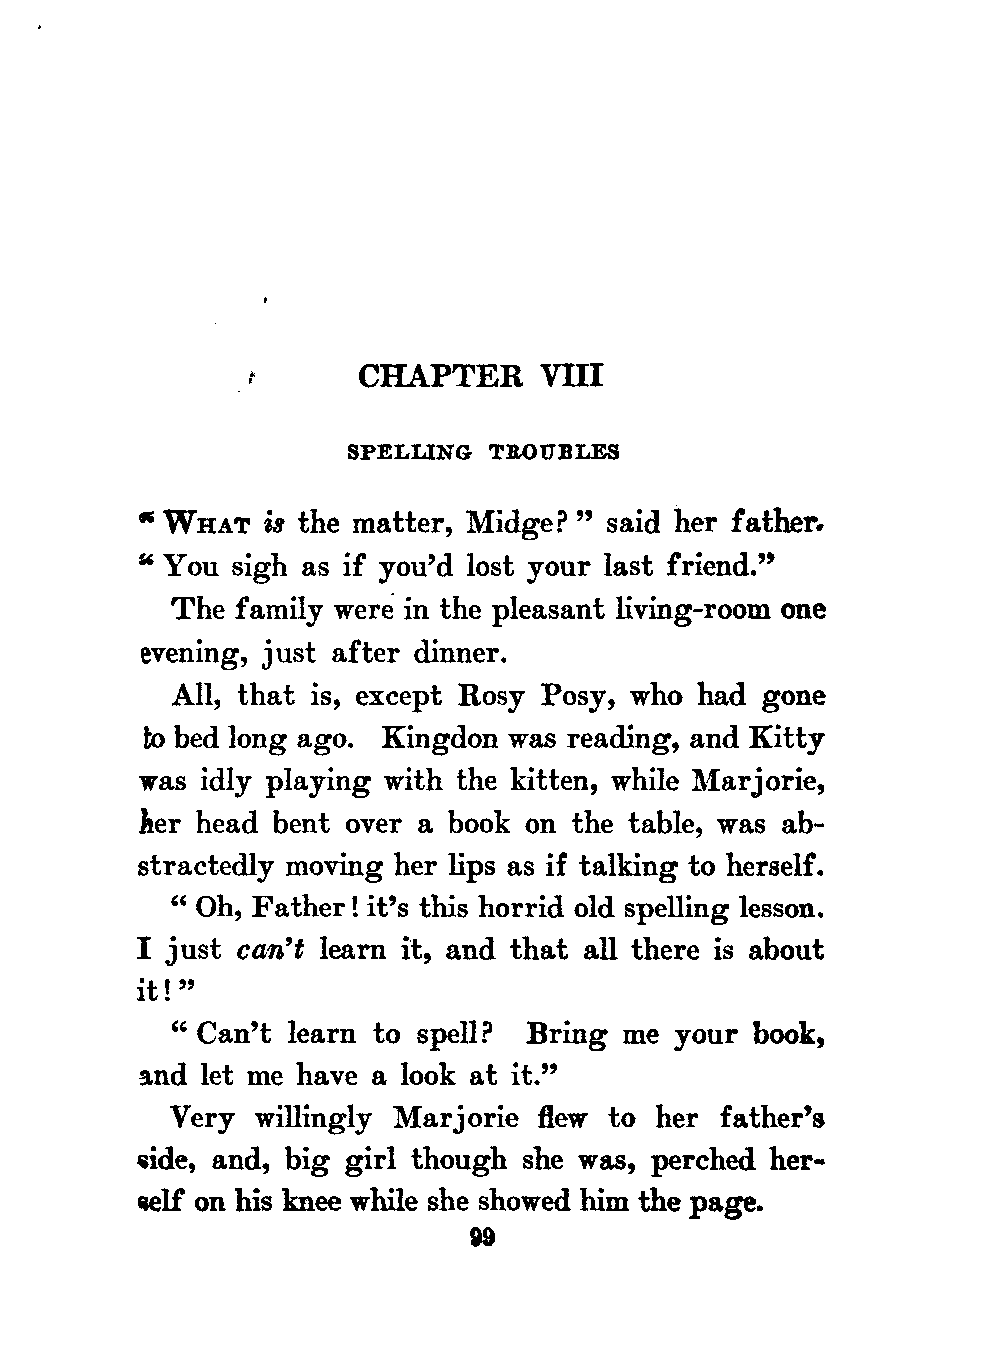 CHAPTER VIII
SPELLING TROUBLES
“ WHAT is the matter, Midge? ” said her father.
“ You sigh as if you’d lost your last friend.”
The family were in the pleasant living-room one
evening, just after dinner.
All, that is, except Rosy Posy, who had gone
to bed long ago. Kingdon was reading, and Kitty
was idly playing with the kitten, while Marjorie,
her head bent over a book on the table, was ab-
stractedly moving her lips as if talking to herself.
“ Oh, Father! it’s this horrid old spelling lesson.
I just can’t learn it, and that all there is about
it! ”
“ Can’t learn to spell? Bring me your book,
and let me have a look at it.”
Very willingly Marjorie flew to her father’s
side, and, big girl though she was, perched her-
self on his knee while she showed him the page.
99